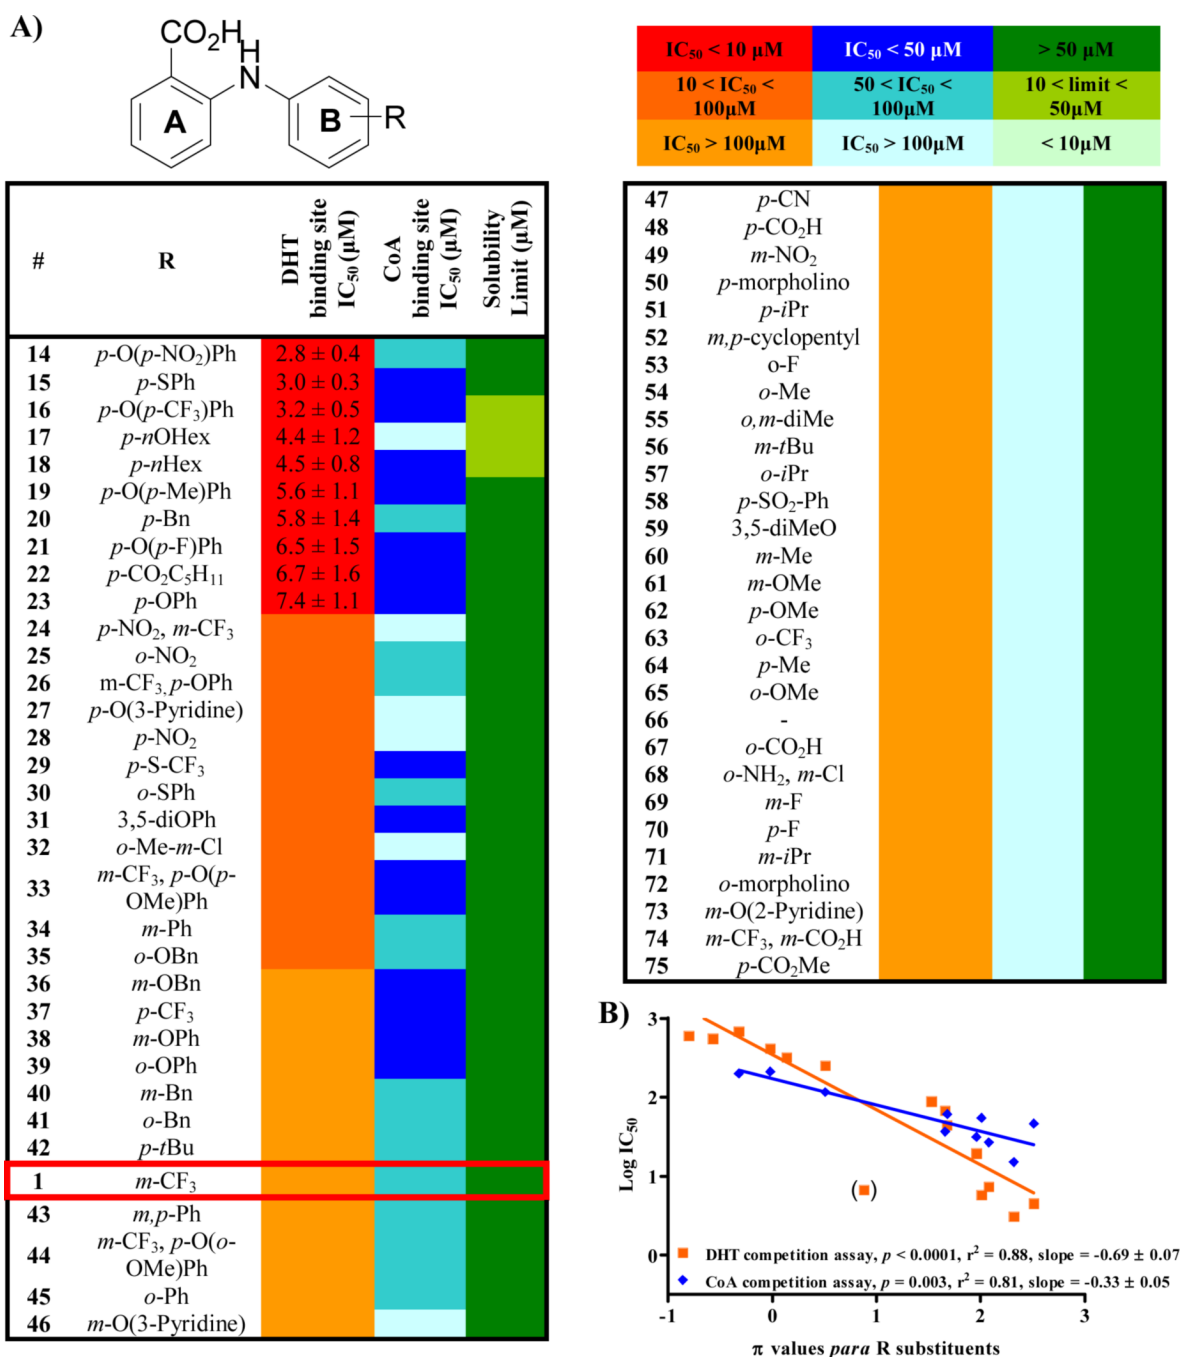 A)
CO₂H
H
N
A
B
R
IC₅₀ < 10 μM IC₅₀ < 50 μM > 50 μM
10 < IC₅₀ < 50 < IC₅₀ < 10 < limit <
100μM 100μM 50μM
IC₅₀ > 100μM IC₅₀ > 100μM < 10μM
# R DHT binding site IC₅₀ (μM) CoA binding site IC₅₀ (μM) Solubility Limit (μM)
14 p-O(p-NO₂)Ph 2.8 ± 0.4
15 p-SPh 3.0 ± 0.3
16 p-O(p-CF₃)Ph 3.2 ± 0.5
17 p-nOHex 4.4 ± 1.2
18 p-nHex 4.5 ± 0.8
19 p-O(p-Me)Ph 5.6 ± 1.1
20 p-Bn 5.8 ± 1.4
21 p-O(p-F)Ph 6.5 ± 1.5
22 p-CO₂C₅H₁₁ 6.7 ± 1.6
23 p-OPh 7.4 ± 1.1
24 p-NO₂, m-CF₃
25 o-NO₂
26 m-CF₃, p-OPh
27 p-O(3-Pyridine)
28 p-NO₂
29 p-S-CF₃
30 o-SPh
31 3,5-diOPh
32 o-Me-m-Cl
33 m-CF₃, p-O(p-
OMe)Ph
34 m-Ph
35 o-OBn
36 m-OBn
37 p-CF₃
38 m-OPh
39 o-OPh
40 m-Bn
41 o-Bn
42 p-tBu
1 m-CF₃
43 m,p-Ph
44 m-CF₃, p-O(o-
OMe)Ph
45 o-Ph
46 m-O(3-Pyridine)
47 p-CN
48 p-CO₂H
49 m-NO₂
50 p-morpholino
51 p-iPr
52 m,p-cyclopentyl
53 o-F
54 o-Me
55 o,m-diMe
56 m-tBu
57 o-iPr
58 p-SO₂-Ph
59 3,5-diMeO
60 m-Me
61 m-OMe
62 p-OMe
63 o-CF₃
64 p-Me
65 o-OMe
66 -
67 o-CO₂H
68 o-NH₂, m-Cl
69 m-F
70 p-F
71 m-iPr
72 o-morpholino
73 m-O(2-Pyridine)
74 m-CF₃, m-CO₂H
75 p-CO₂Me
B)
Log IC₅₀
3
2
1
0
( )
DHT competition assay, p < 0.0001, r² = 0.88, slope = -0.69 ± 0.07
CoA competition assay, p = 0.003, r² = 0.81, slope = -0.33 ± 0.05
-1 0 1 2 3
π values para R substituents